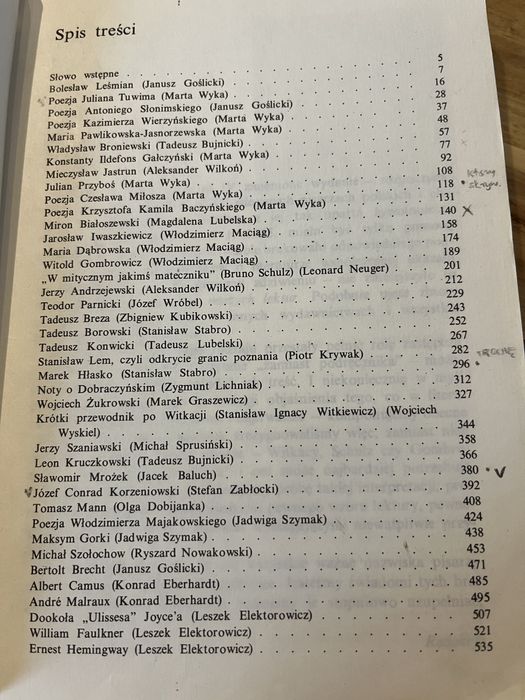 Spis treści
Słowo wstępne . . . . . . . . . . 5
Bolesław Leśmian (Janusz Goślicki) . . . . . . . 7
Poezja Juliana Tuwima (Marta Wyka) . . . . . . . 16
Poezja Antoniego Słonimskiego (Janusz Goślicki) . . . . . 28
Poezja Kazimierza Wierzyńskiego (Marta Wyka) . . . . . 37
Maria Pawlikowska-Jasnorzewska (Marta Wyka) . . . . . 48
Władysław Broniewski (Tadeusz Bujnicki) . . . . . . 57
Konstanty Ildefons Gałczyński (Marta Wyka) . . . . . 77
Mieczysław Jastrun (Aleksander Wilkoń) . . . . . . 92
Julian Przyboś (Marta Wyka) . . . . . . . . 108
Poezja Czesława Miłosza (Marta Wyka) . . . . . . 118
Poezja Krzysztofa Kamila Baczyńskiego (Marta Wyka) . . . . 131
Miron Białoszewski (Magdalena Lubelska) . . . . . . 140
Jarosław Iwaszkiewicz (Włodzimierz Maciąg) . . . . . 158
Maria Dąbrowska (Włodzimierz Maciąg) . . . . . . 174
Witold Gombrowicz (Włodzimierz Maciąg) . . . . . . 189
„W mitycznym jakimś mateczniku" (Bruno Schulz) (Leonard Neuger) . 201
Jerzy Andrzejewski (Aleksander Wilkoń) . . . . . . 212
Teodor Parnicki (Józef Wróbel) . . . . . . . . 229
Tadeusz Breza (Zbigniew Kubikowski) . . . . . . . 243
Tadeusz Borowski (Stanisław Stabro) . . . . . . . 252
Tadeusz Konwicki (Tadeusz Lubelski) . . . . . . . 267
Stanisław Lem, czyli odkrycie granic poznania (Piotr Krywak) . . 282 TROCHĘ
Marek Hłasko (Stanisław Stabro) . . . . . . . . 296
Noty o Dobraczyńskim (Zygmunt Lichniak) . . . . . . 312
Wojciech Żukrowski (Marek Graszewicz) . . . . . . 327
Krótki przewodnik po Witkacji (Stanisław Ignacy Witkiewicz) (Wojciech
Wyskiel) . . . . . . . . . . . 344
Jerzy Szaniawski (Michał Sprusiński) . . . . . . . 358
Leon Kruczkowski (Tadeusz Bujnicki) . . . . . . . 366
Sławomir Mrożek (Jacek Baluch) . . . . . . . . 380
Józef Conrad Korzeniowski (Stefan Zabłocki) . . . . . 392
Tomasz Mann (Olga Dobijanka) . . . . . . . . 408
Poezja Włodzimierza Majakowskiego (Jadwiga Szymak) . . . . 424
Maksym Gorki (Jadwiga Szymak) . . . . . . . . 438
Michał Szołochow (Ryszard Nowakowski) . . . . . . 453
Bertolt Brecht (Janusz Goślicki) . . . . . . . . 471
Albert Camus (Konrad Eberhardt) . . . . . . . . 485
André Malraux (Konrad Eberhardt) . . . . . . . . 495
Dookoła „Ulissesa" Joyce'a (Leszek Elektorowicz) . . . . . 507
William Faulkner (Leszek Elektorowicz) . . . . . . . 521
Ernest Hemingway (Leszek Elektorowicz) . . . . . . . 535